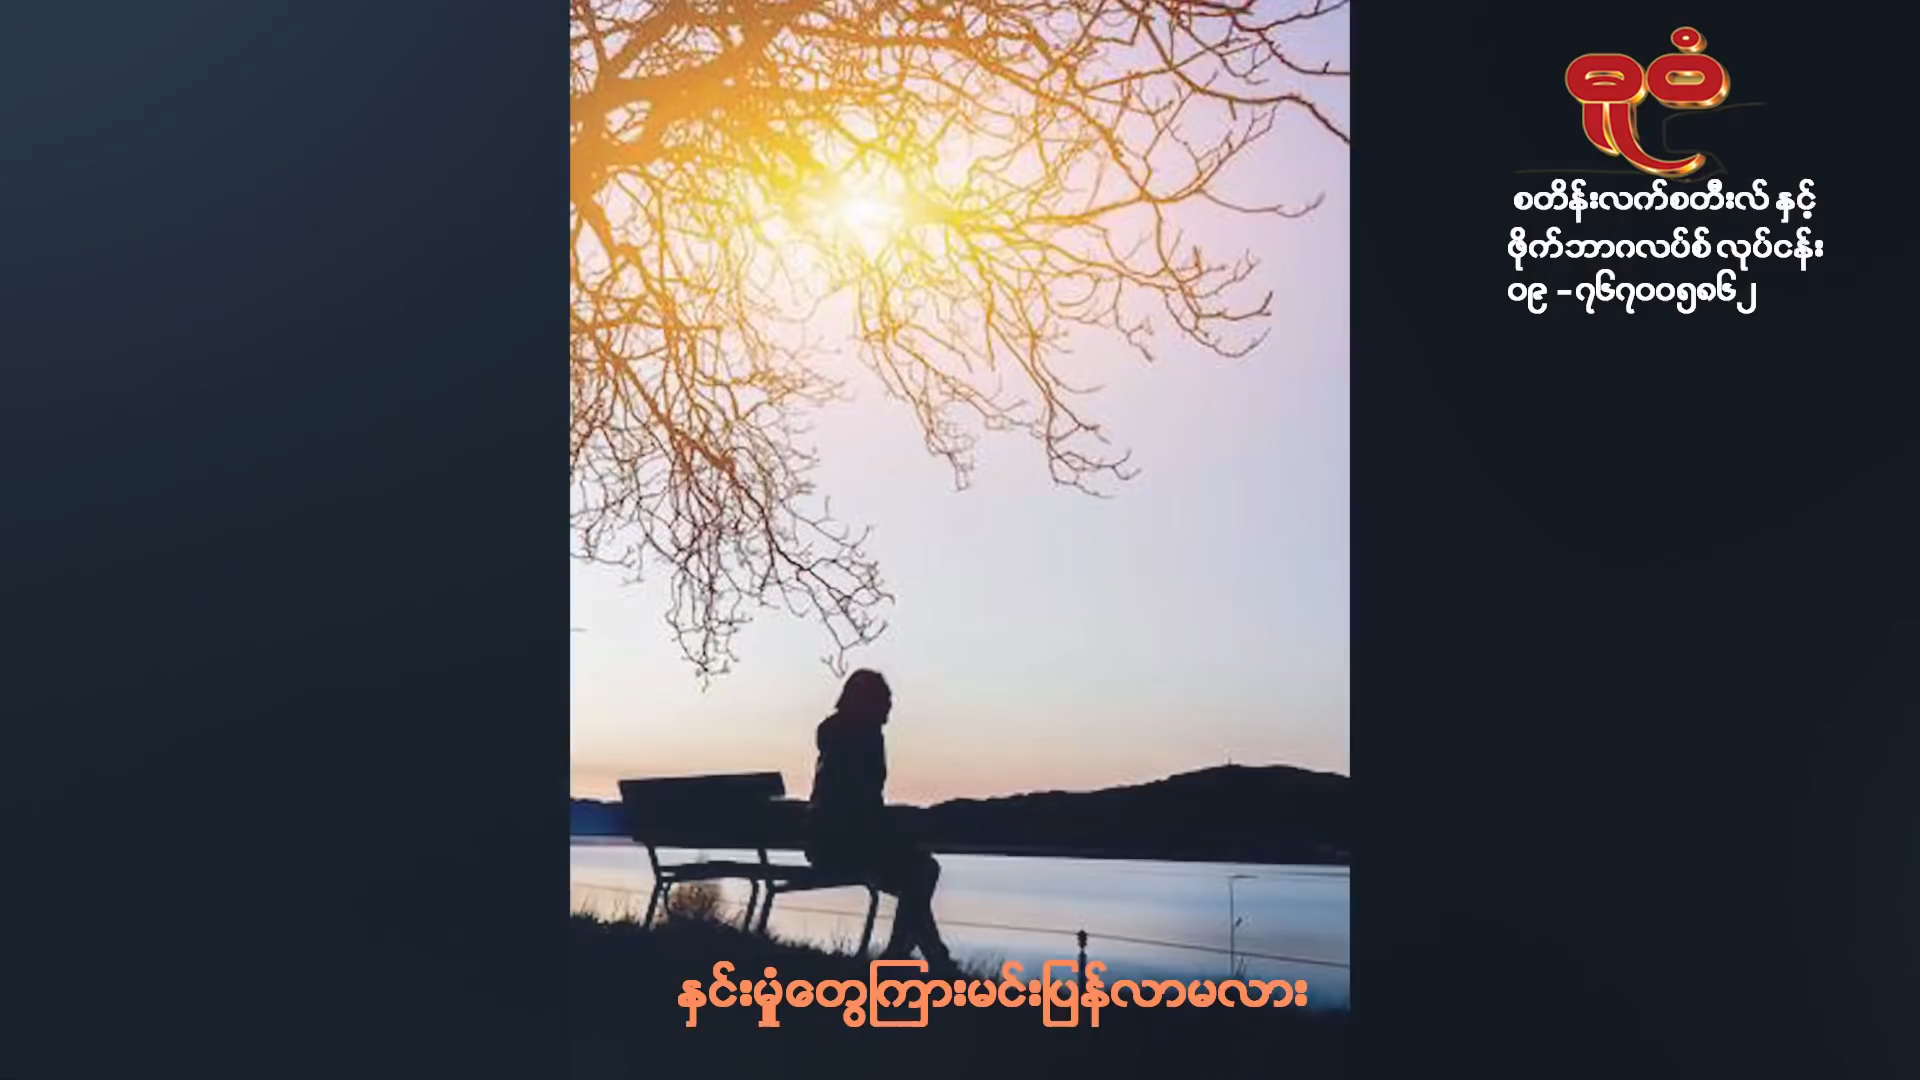 စတိန်းလက်စတီးလ် နှင့်
ဖိုက်ဘာဂလပ်စ် လုပ်ငန်း
၀၉ - ၇၆၇၀၀၅၈၆၂
နှင်းမှုံတွေကြားမင်းပြန်လာမလား